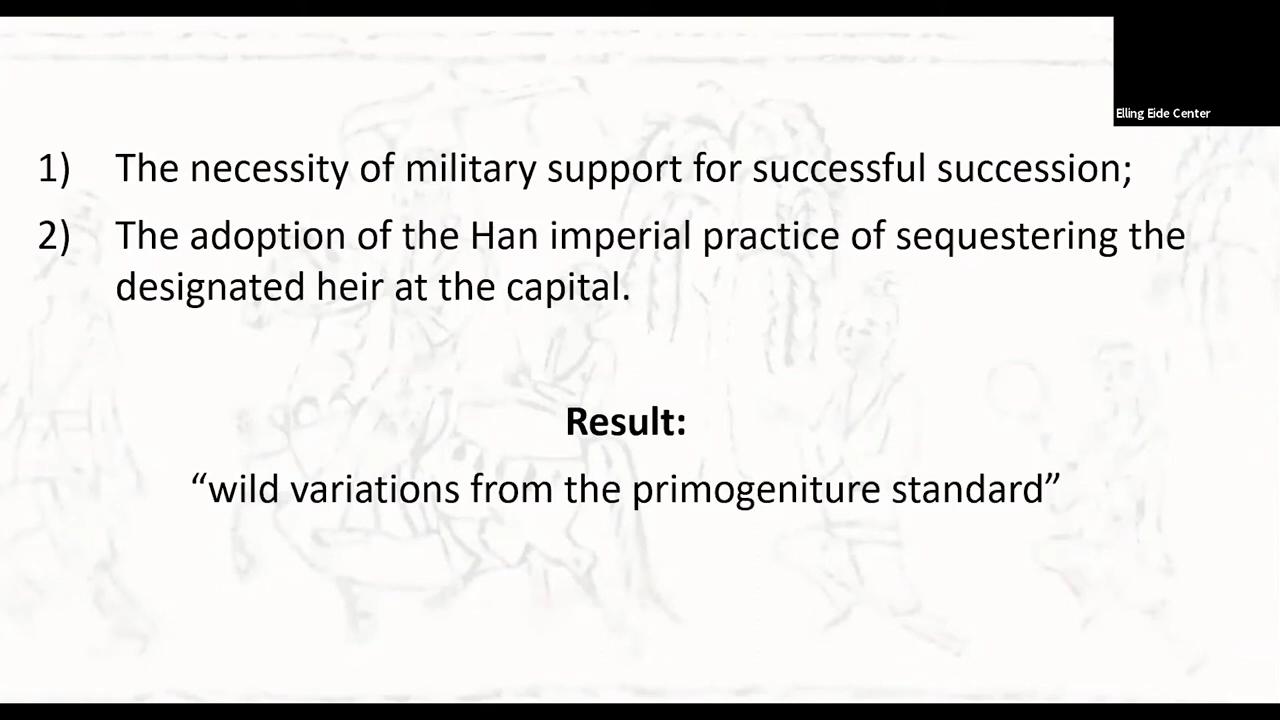 Elling Eide Center
1) The necessity of military support for successful succession;
2) The adoption of the Han imperial practice of sequestering the
designated heir at the capital.
Result:
“wild variations from the primogeniture standard”